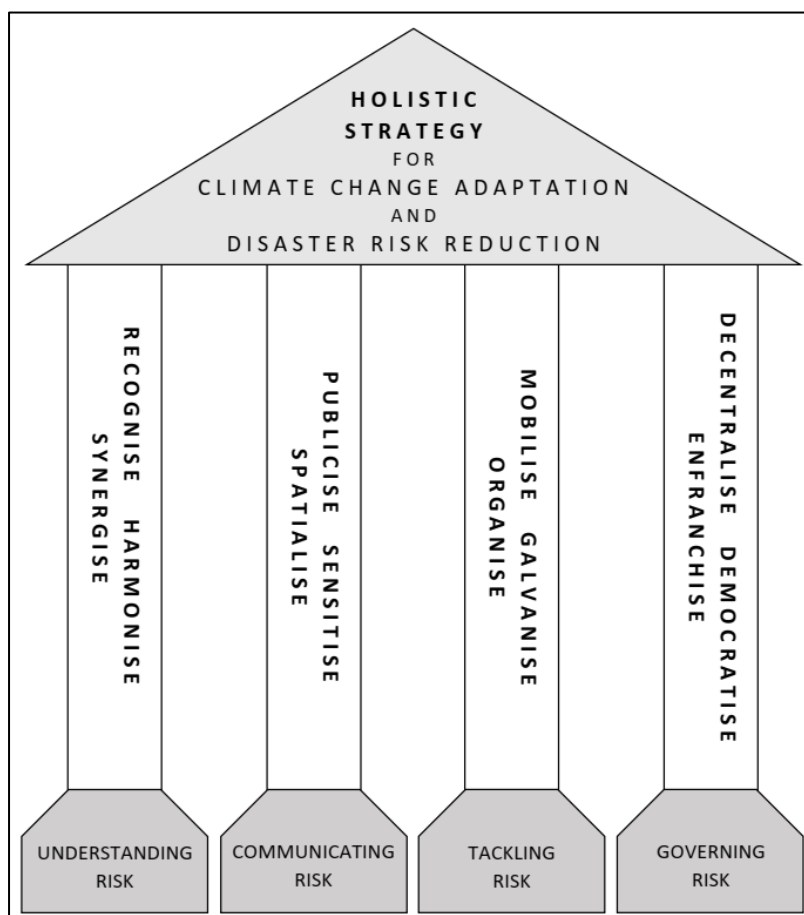 HOLISTIC
STRATEGY
FOR
CLIMATE CHANGE ADAPTATION
AND
DISASTER RISK REDUCTION
RECOGNISE HARMONISE
SYNERGISE
PUBLICISE SENSITISE
SPATIALISE
MOBILISE GALVANISE
ORGANISE
DECENTRALISE DEMOCRATISE
ENFRANCHISE
UNDERSTANDING
RISK
COMMUNICATING
RISK
TACKLING
RISK
GOVERNING
RISK